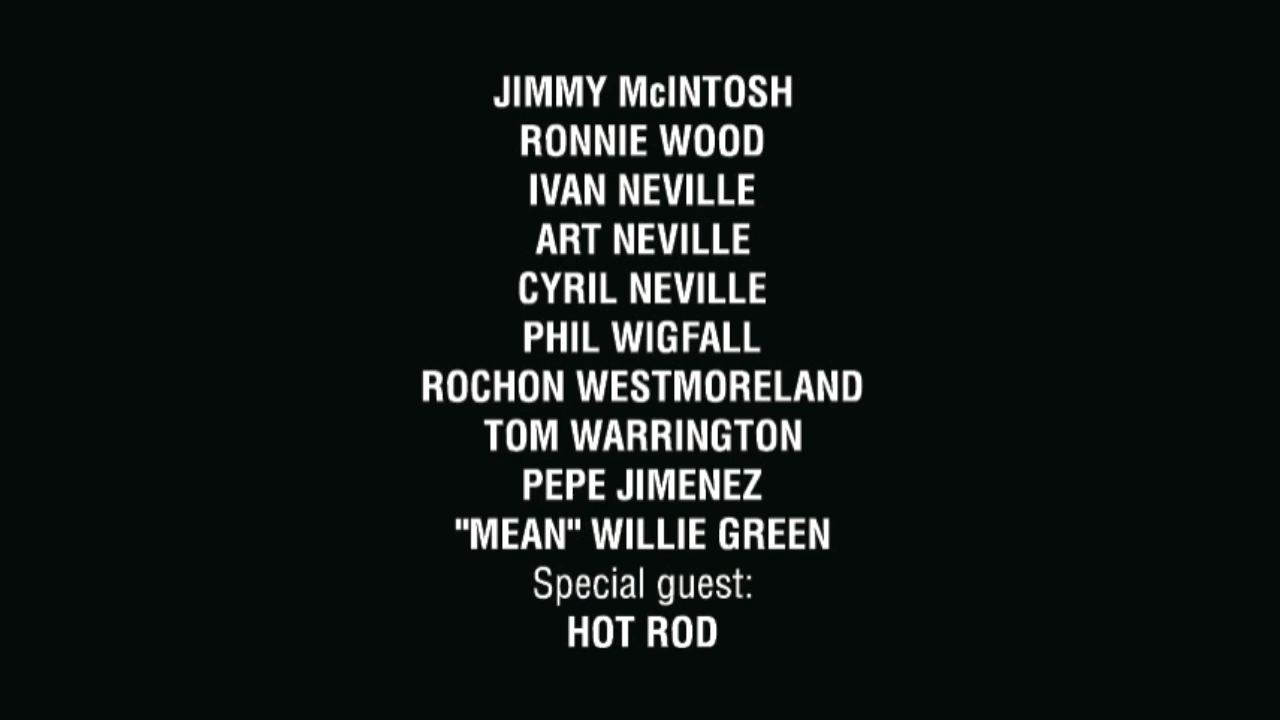 JIMMY McINTOSH
RONNIE WOOD
IVAN NEVILLE
ART NEVILLE
CYRIL NEVILLE
PHIL WIGFALL
ROCHON WESTMORELAND
TOM WARRINGTON
PEPE JIMENEZ
"MEAN" WILLIE GREEN
Special guest:
HOT ROD